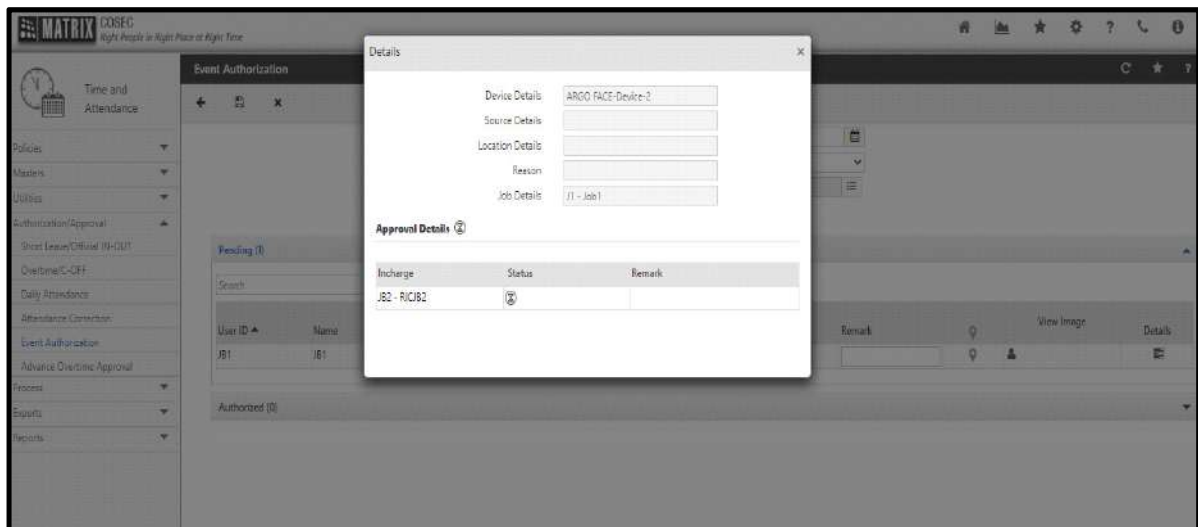 MATRIX COSEC
Right People in Right Place at Right Time
Time and
Attendance
Policies
Masters
Utilities
Authorization/Approval
Short Leave/Official IN-OUT
Overtime/C-OFF
Daily Attendance
Attendance Correction
Event Authorization
Advance Overtime Approval
Process
Exports
Reports
Event Authorization
Details
Device Details ARGO FACE-Device-2
Source Details
Location Details
Reason
Job Details J1 - Job1
Approval Details
Incharge Status Remark
JB2 - RICJB2
Pending (1)
Search
User ID Name Remark View Image Details
JB1 JB1
Authorized (0)